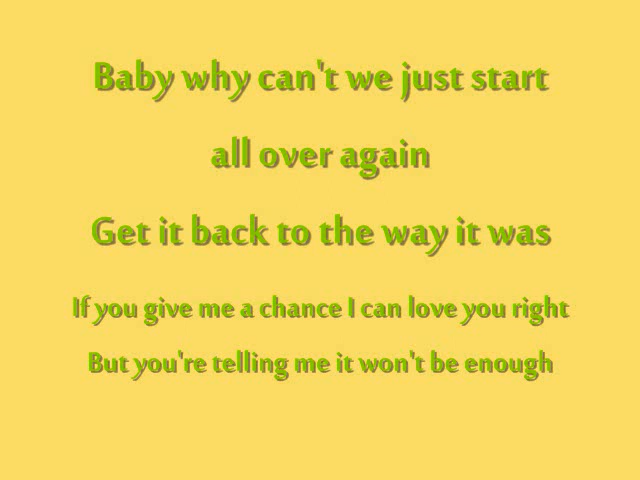 Baby why can't we just start
all over again
Get it back to the way it was
If you give me a chance I can love you right
But you're telling me it won't be enough